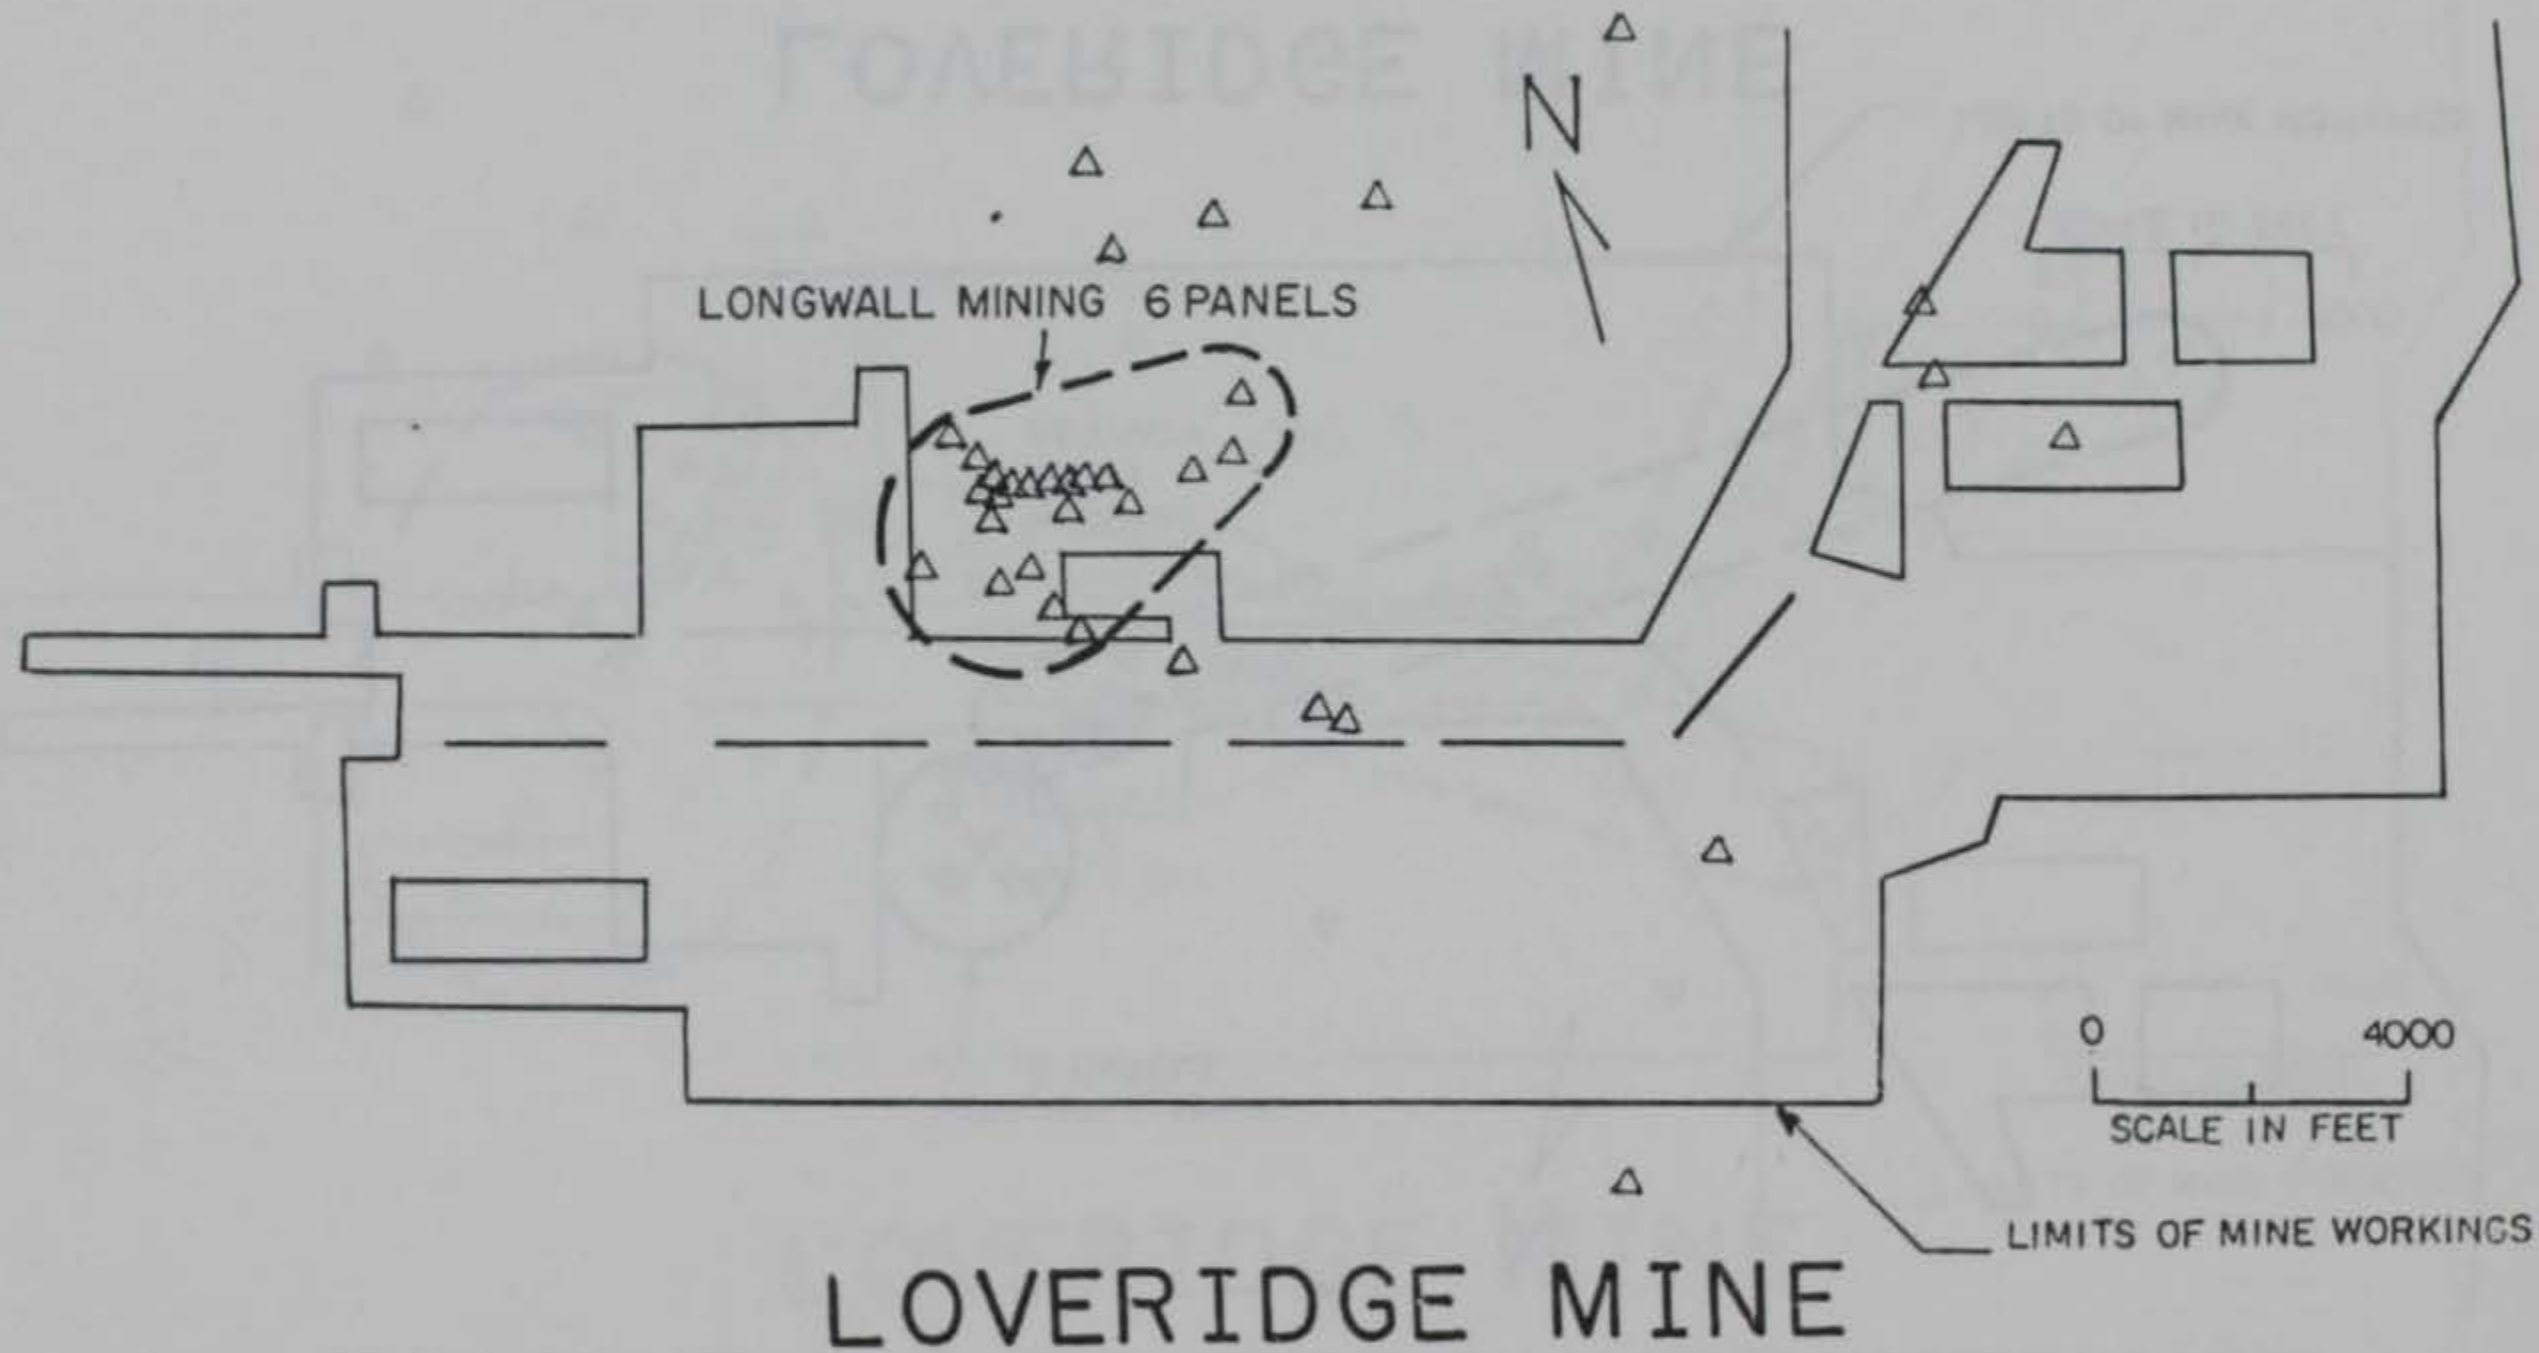 N
LONGWALL MINING 6 PANELS
0 4000
SCALE IN FEET
LIMITS OF MINE WORKINGS
LOVERIDGE MINE